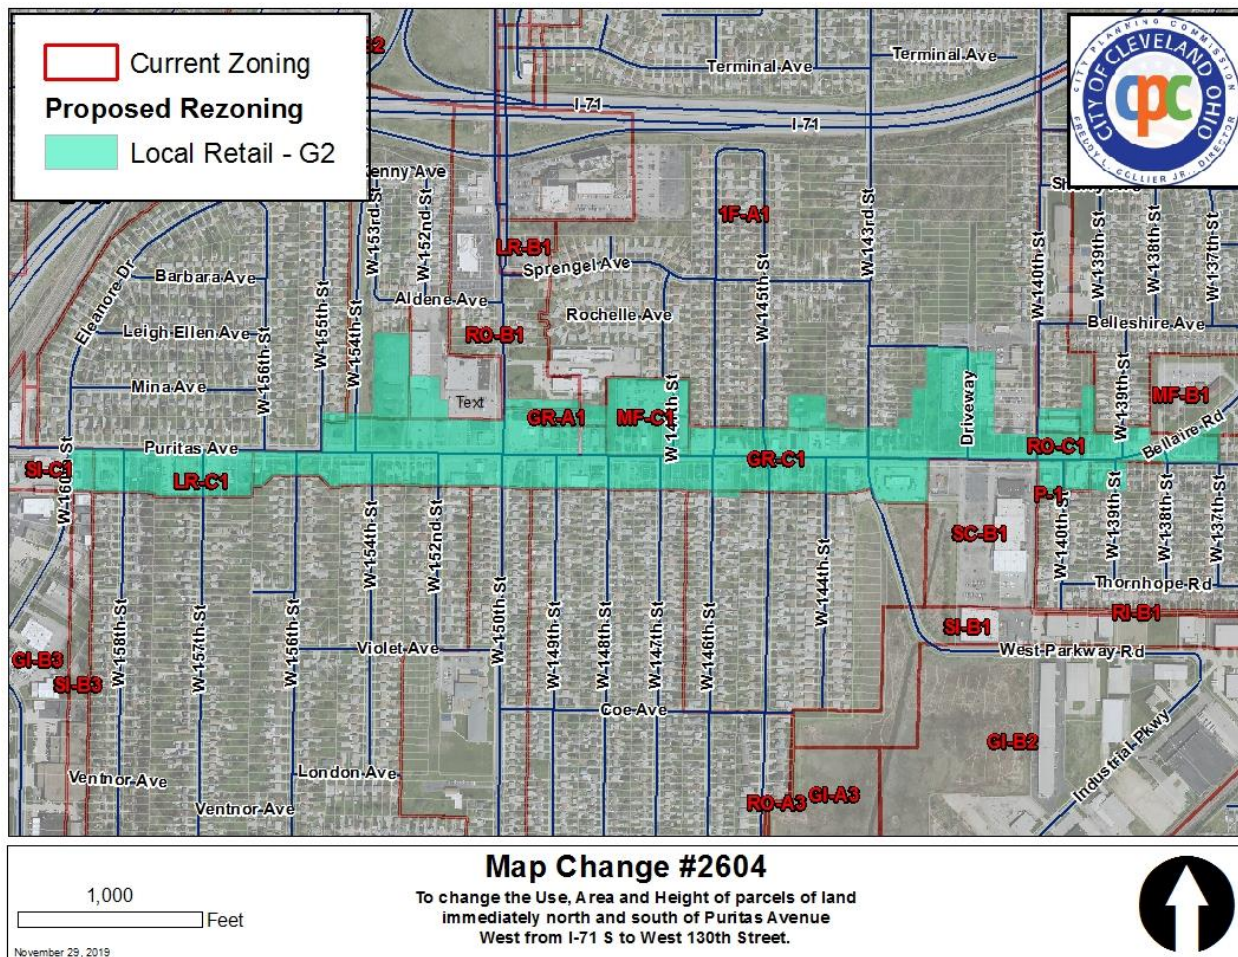 Current Zoning
Proposed Rezoning
Local Retail - G2
CITY PLANNING COMMISSION
CITY OF CLEVELAND OHIO
cpc
FREDDY L. COLLIER JR., DIRECTOR
Terminal Ave
Terminal Ave
I-71
I-71
W 153rd St
W 152nd St
1F-A1
W 143rd St
W 140th St
W 139th St
W 138th St
W 137th St
LR-B1
Sprengel Ave
W 145th St
Eleanore Dr
Barbara Ave
W 155th St
W 154th St
Aldene Ave
Rochelle Ave
Leigh Ellen Ave
W 156th St
RO-B1
Belleshire Ave
Mina Ave
Text
GR-A1
MF-C1
W 147th St
Driveway
W 139th St
MF-B1
Bellaire Rd
Puritas Ave
RO-C1
SI-C1
W 160th St
LR-C1
GR-C1
P-1
W 154th St
W 152nd St
SC-B1
W 140th St
W 139th St
W 138th St
W 137th St
W 158th St
W 157th St
W 156th St
W 150th St
W 149th St
W 148th St
W 147th St
W 146th St
W 144th St
Thornhope Rd
RI-B1
SI-B1
Violet Ave
West Parkway Rd
GI-B3
SI-B3
Coe Ave
GI-B2
Industrial Pkwy
Ventnor Ave
London Ave
Ventnor Ave
RO-A3
GI-A3
Map Change #2604
1,000
Feet
To change the Use, Area and Height of parcels of land
immediately north and south of Puritas Avenue
West from I-71 S to West 130th Street.
November 29, 2019